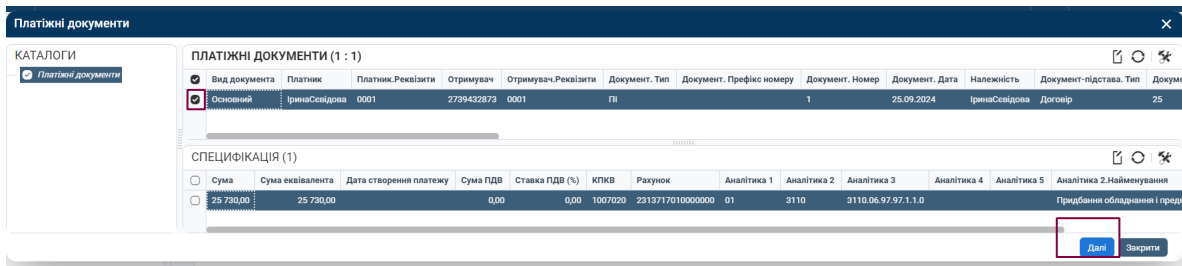 Платіжні документи
КАТАЛОГИ
Платіжні документи
ПЛАТІЖНІ ДОКУМЕНТИ (1 : 1)
Вид документа Платник Платник.Реквізити Отримувач Отримувач.Реквізити Документ. Тип Документ. Префікс номеру Документ. Номер Документ. Дата Належність Документ-підстава. Тип Докуме
Основний ІринаСєвідова 0001 2739432873 0001 ПІ 1 25.09.2024 ІринаСєвідова Договір 25
СПЕЦИФІКАЦІЯ (1)
Сума Сума еквівалента Дата створення платежу Сума ПДВ Ставка ПДВ (%) КПКВ Рахунок Аналітика 1 Аналітика 2 Аналітика 3 Аналітика 4 Аналітика 5 Аналітика 2.Найменування
25 730,00 25 730,00 0,00 0,00 1007020 2313717010000000 01 3110 3110.06.97.97.1.1.0 Придбання обладнання і предм
Далі Закрити